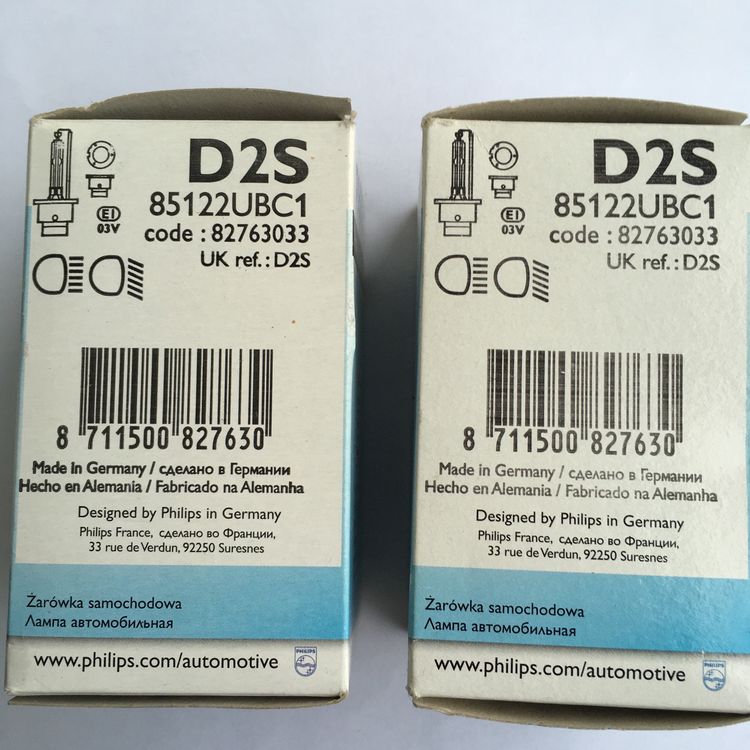 D2S
85122UBC1
E1
03V
code : 82763033
UK ref.: D2S
8 711500 827630
Made in Germany / сделано в Германии
Hecho en Alemania / Fabricado na Alemanha
Designed by Philips in Germany
Philips France, сделано во Франции,
33 rue de Verdun, 92250 Suresnes
Żarówka samochodowa
Лампа автомобильная
www.philips.com/automotive
PHILIPS
D2S
85122UBC1
E1
03V
code : 82763033
UK ref.: D2S
8 711500 827630
Made in Germany / сделано в Германии
Hecho en Alemania / Fabricado na Alemanha
Designed by Philips in Germany
Philips France, сделано во Франции,
33 rue de Verdun, 92250 Suresnes
Żarówka samochodowa
Лампа автомобильная
www.philips.com/automotive
PHILIPS